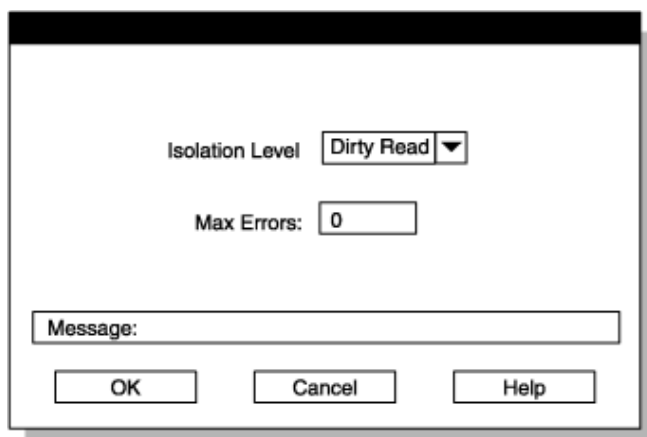 Isolation Level Dirty Read
Max Errors: 0
Message:
OK Cancel Help